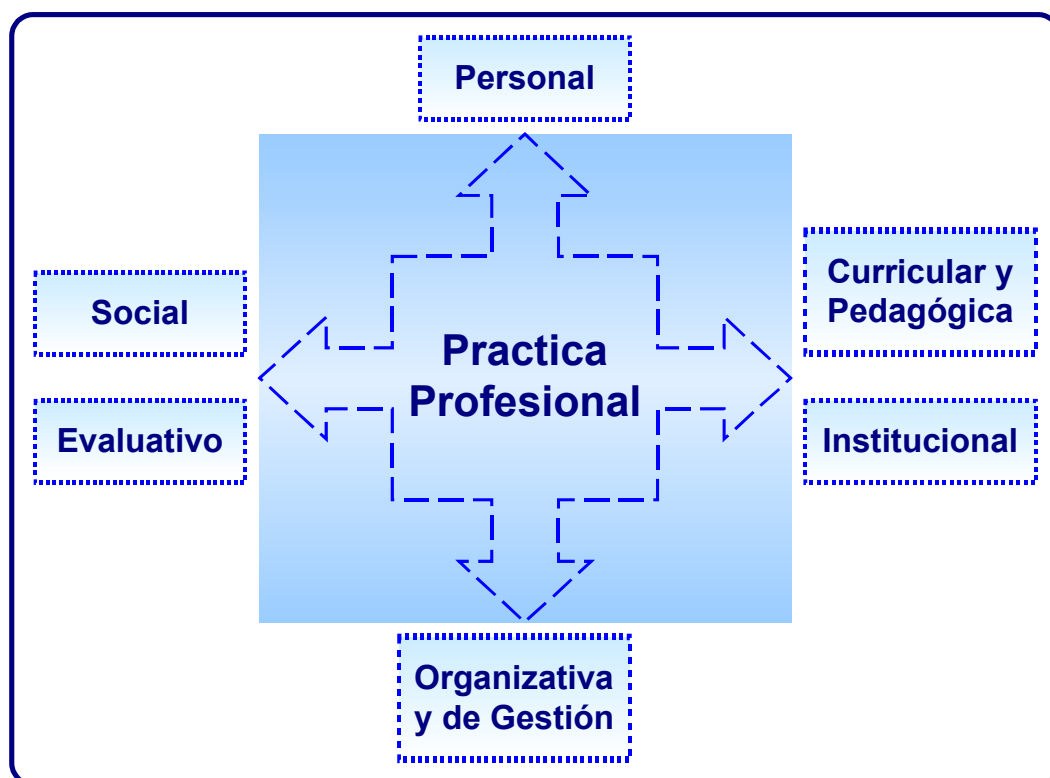 Personal
Social
Evaluativo
Practica
Profesional
Curricular y
Pedagógica
Institucional
Organizativa
y de Gestión